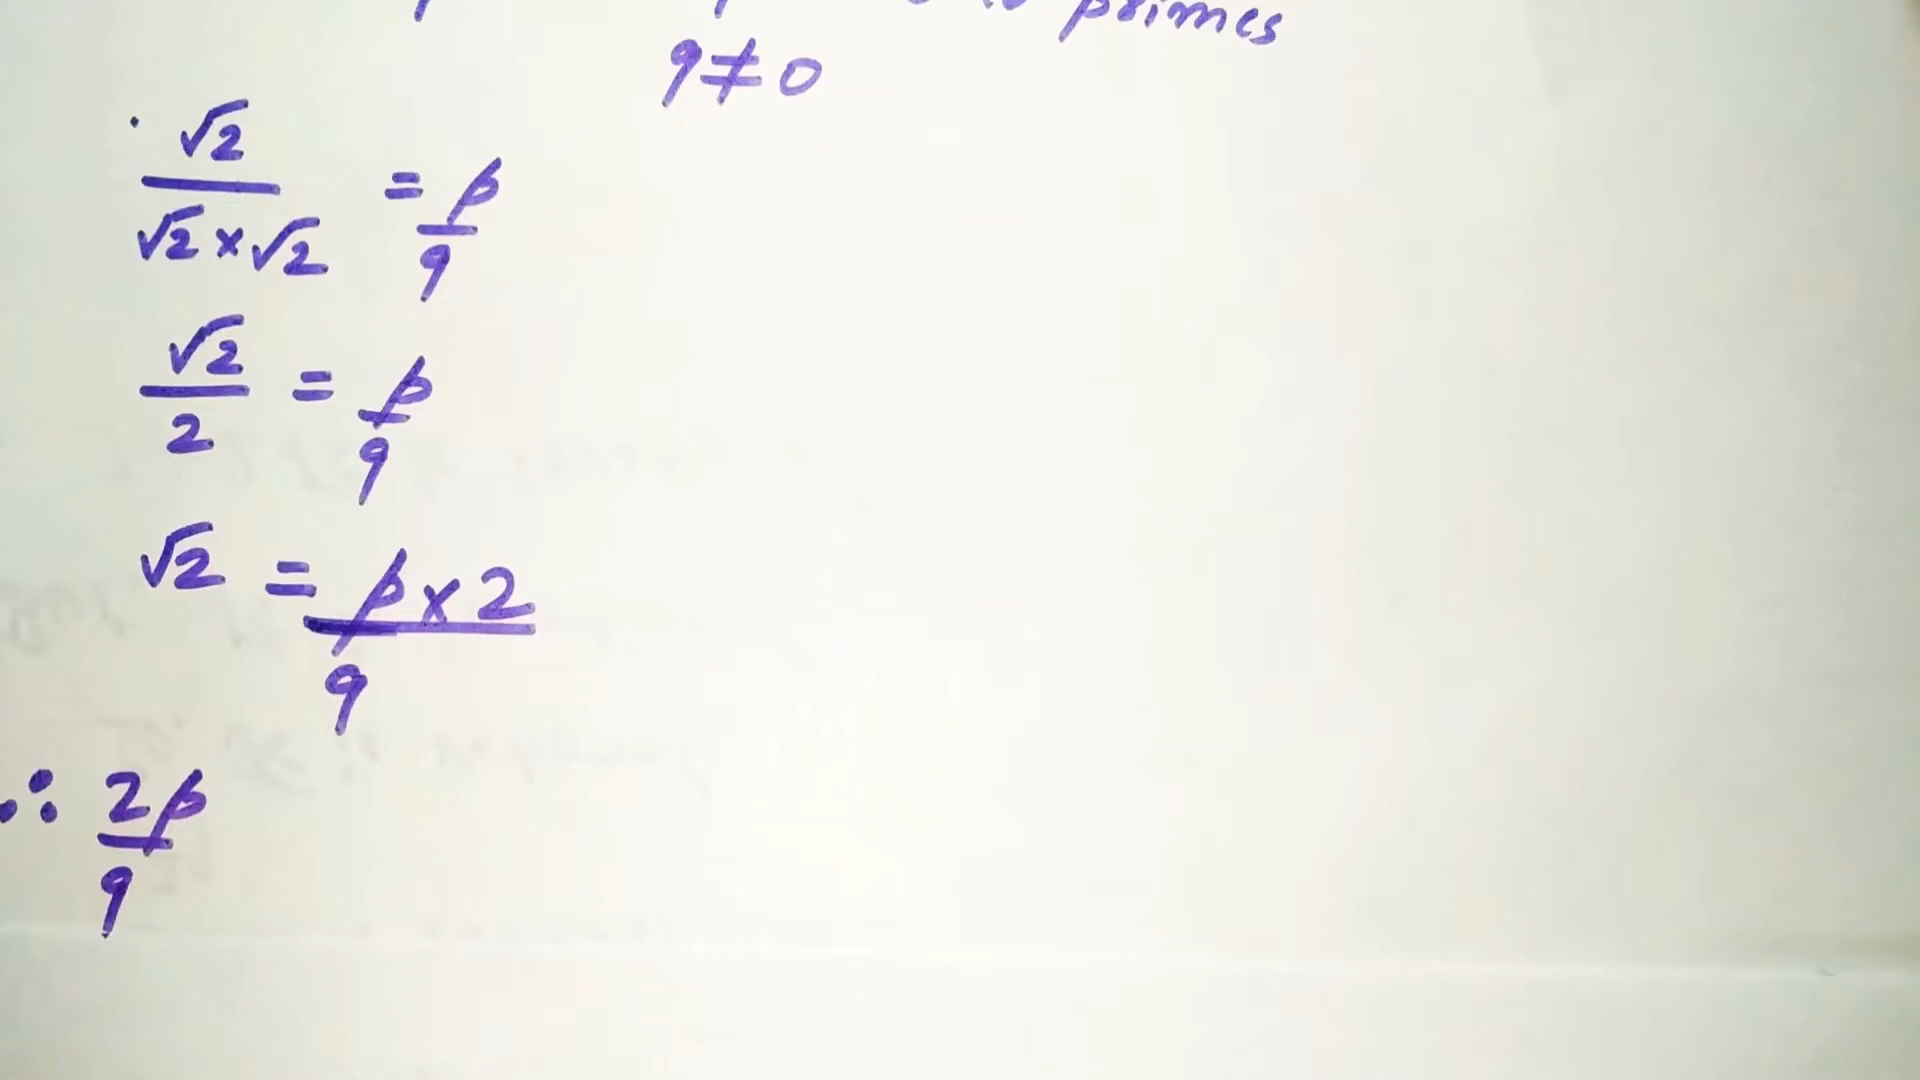 primes
q ≠ 0
√2 / √2 × √2 = p / q
√2 / 2 = p / q
√2 = p × 2 / q
∴ 2p / q